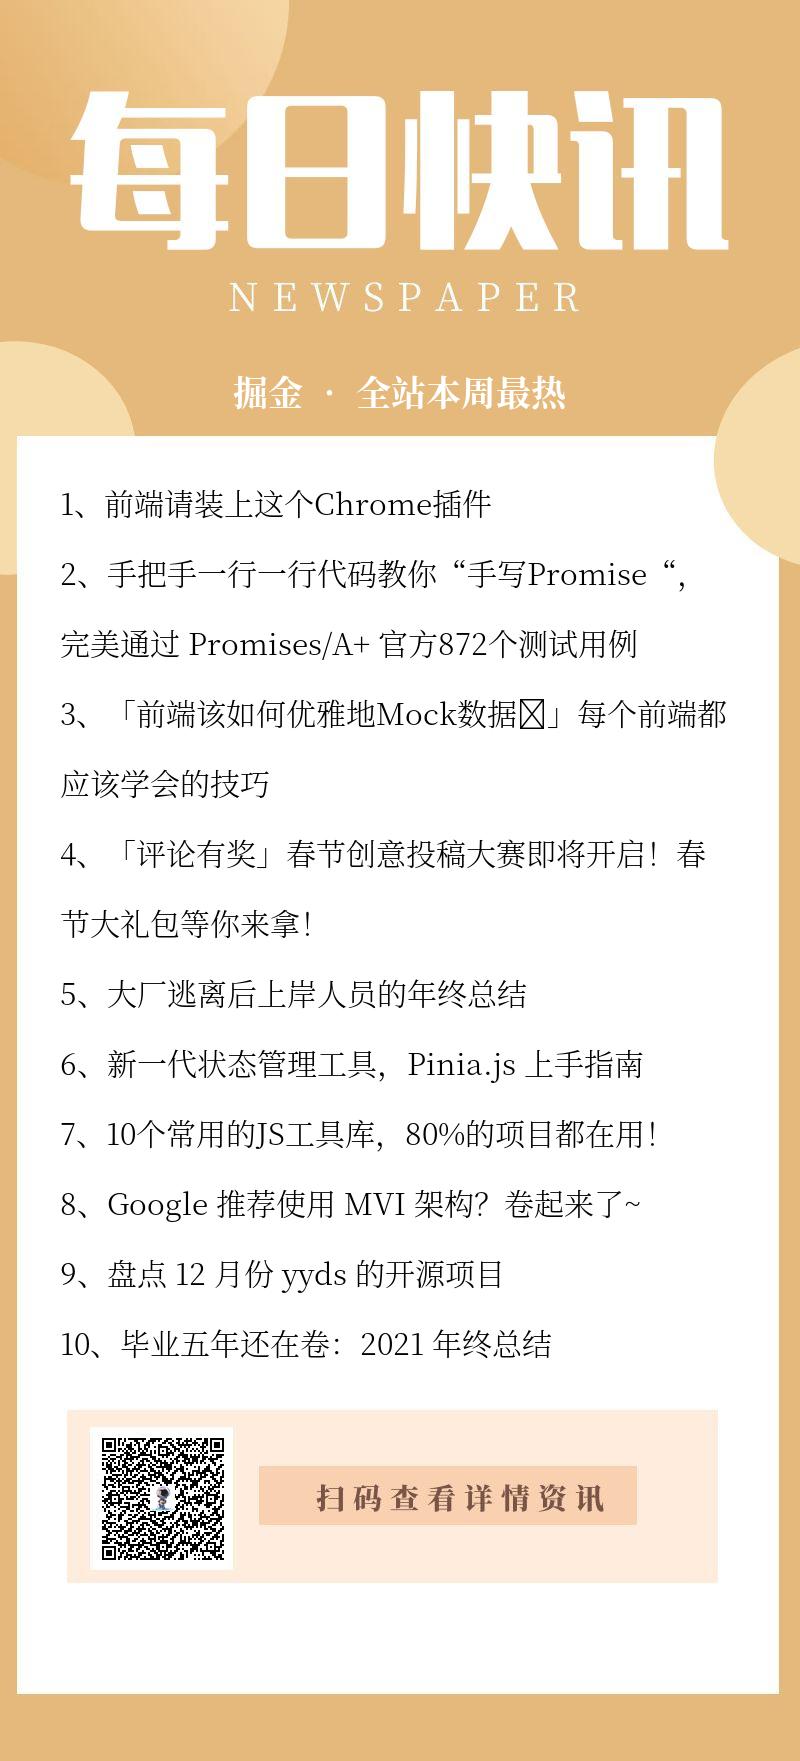 每日快讯
NEWSPAPER
掘金 · 全站本周最热
1、前端请装上这个Chrome插件
2、手把手一行一行代码教你“手写Promise“，
完美通过 Promises/A+ 官方872个测试用例
3、「前端该如何优雅地Mock数据」每个前端都
应该学会的技巧
4、「评论有奖」春节创意投稿大赛即将开启！春
节大礼包等你来拿！
5、大厂逃离后上岸人员的年终总结
6、新一代状态管理工具，Pinia.js 上手指南
7、10个常用的JS工具库，80%的项目都在用！
8、Google 推荐使用 MVI 架构？卷起来了~
9、盘点 12 月份 yyds 的开源项目
10、毕业五年还在卷：2021 年终总结
扫码查看详情资讯